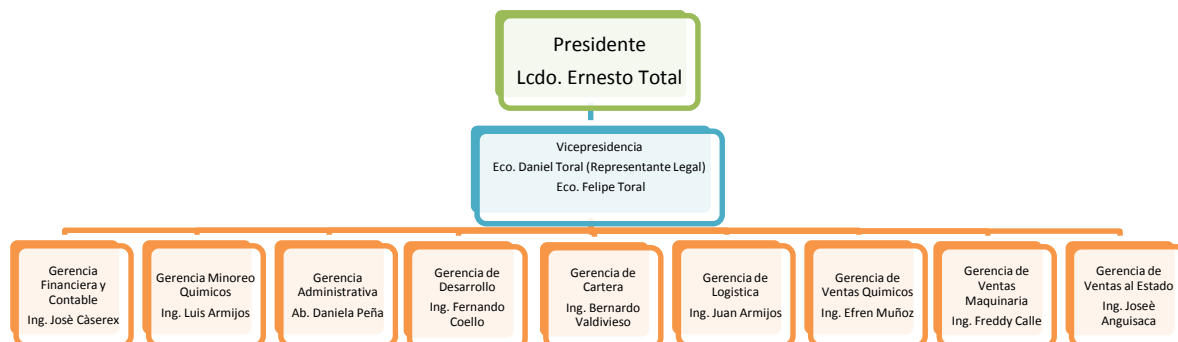 Presidente
Lcdo. Ernesto Total
Vicepresidencia
Eco. Daniel Toral (Representante Legal)
Eco. Felipe Toral
Gerencia
Financiera y
Contable
Ing. Josè Càserex
Gerencia Minoreo
Quimicos
Ing. Luis Armijos
Gerencia
Administrativa
Ab. Daniela Peña
Gerencia de
Desarrollo
Ing. Fernando
Coello
Gerencia de
Cartera
Ing. Bernardo
Valdivieso
Gerencia de
Logistica
Ing. Juan Armijos
Gerencia de
Ventas Quimicos
Ing. Efren Muñoz
Gerencia de
Ventas
Maquinaria
Ing. Freddy Calle
Gerencia de
Ventas al Estado
Ing. Joseè
Anguisaca